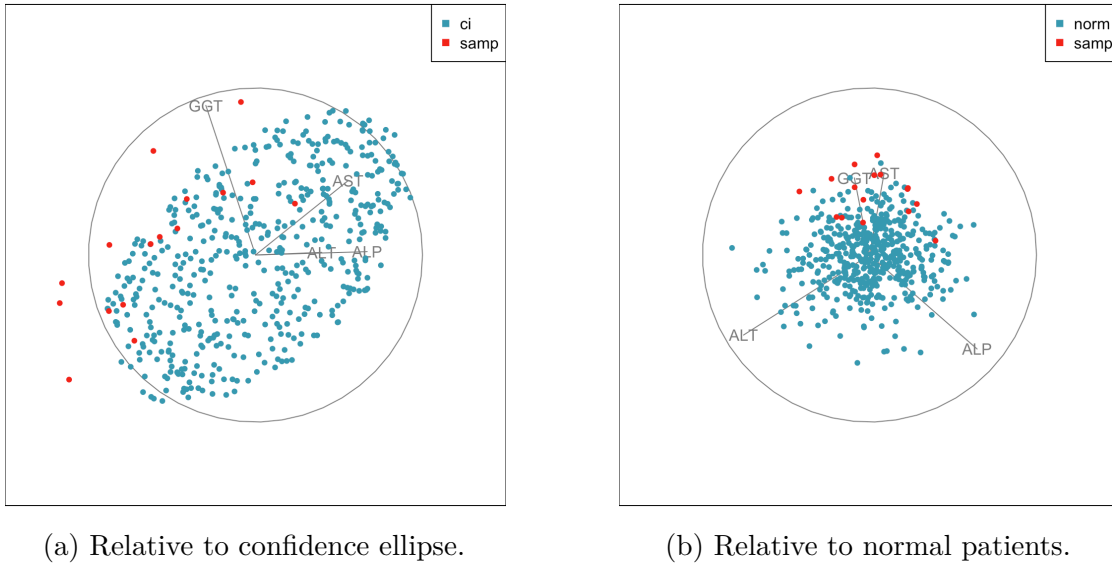 ci
samp
GGT
AST
ALT
ALP
(a) Relative to confidence ellipse.
norm
samp
GGT
AST
ALT
ALP
(b) Relative to normal patients.